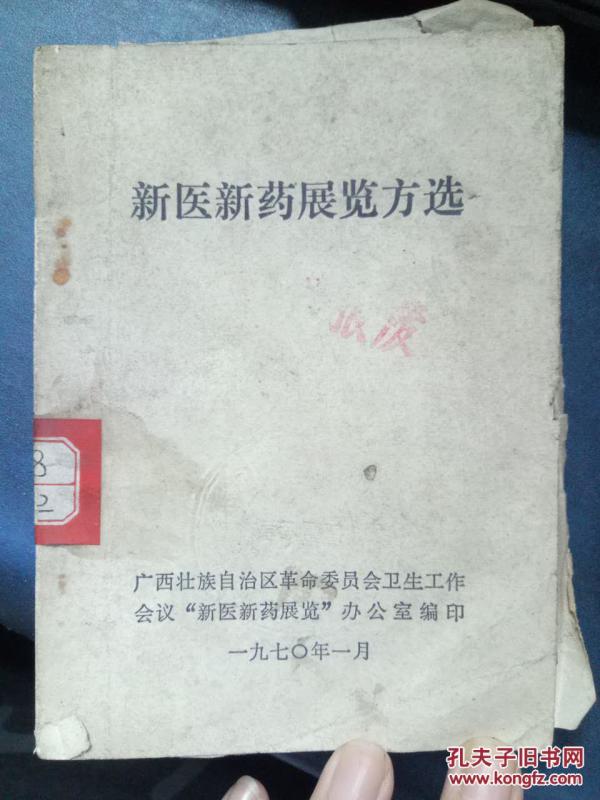 新医新药展览方选
8
2
广西壮族自治区革命委员会卫生工作
会议“新医新药展览”办公室编印
一九七〇年一月
孔夫子旧书网
www.kongfz.com